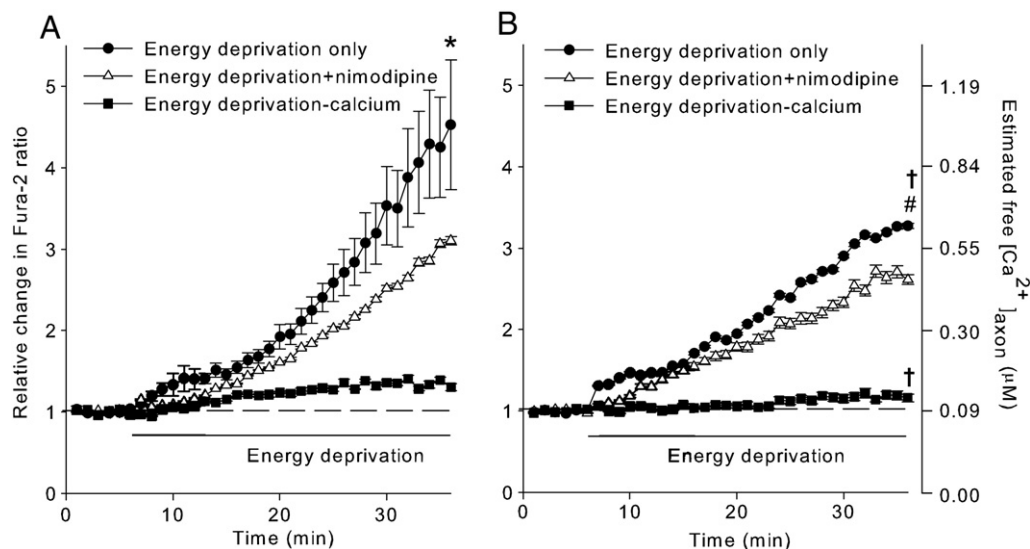 A
Energy deprivation only
Energy deprivation+nimodipine
Energy deprivation-calcium
*
5
4
3
2
1
0
Relative change in Fura-2 ratio
Energy deprivation
0 10 20 30
Time (min)
B
Energy deprivation only
Energy deprivation+nimodipine
Energy deprivation-calcium
†
#
†
5
4
3
2
1
0
Energy deprivation
0 10 20 30
Time (min)
1.19
0.84
0.55
0.30
0.09
0.00
Estimated free [Ca2+]axon (μM)